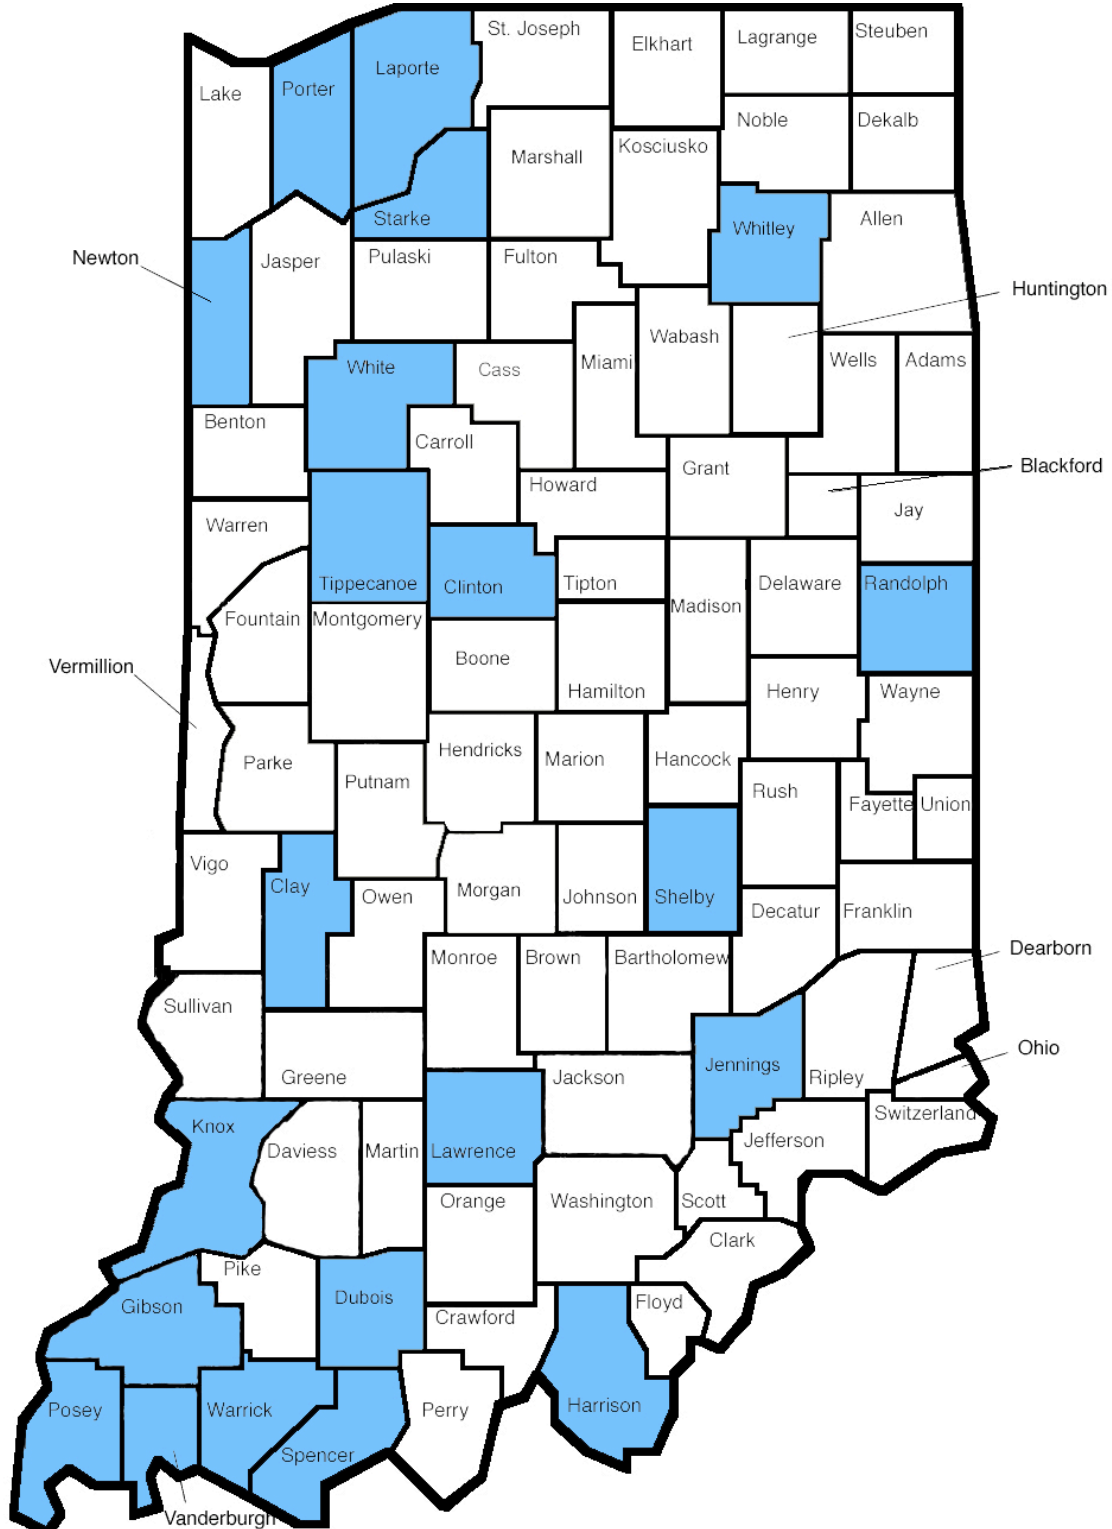 St. Joseph
Elkhart
Lagrange
Steuben
Lake
Porter
Laporte
Noble
Dekalb
Marshall
Kosciusko
Starke
Whitley
Allen
Newton
Jasper
Pulaski
Fulton
Huntington
White
Cass
Miami
Wabash
Wells
Adams
Benton
Carroll
Grant
Blackford
Howard
Jay
Warren
Tippecanoe
Clinton
Tipton
Madison
Delaware
Randolph
Fountain
Montgomery
Boone
Hamilton
Henry
Wayne
Vermillion
Parke
Putnam
Hendricks
Marion
Hancock
Rush
Fayette
Union
Vigo
Clay
Owen
Morgan
Johnson
Shelby
Decatur
Franklin
Dearborn
Sullivan
Monroe
Brown
Bartholomew
Greene
Jackson
Jennings
Ripley
Ohio
Knox
Daviess
Martin
Lawrence
Jefferson
Switzerland
Orange
Washington
Scott
Clark
Pike
Gibson
Dubois
Crawford
Floyd
Posey
Warrick
Spencer
Perry
Harrison
Vanderburgh